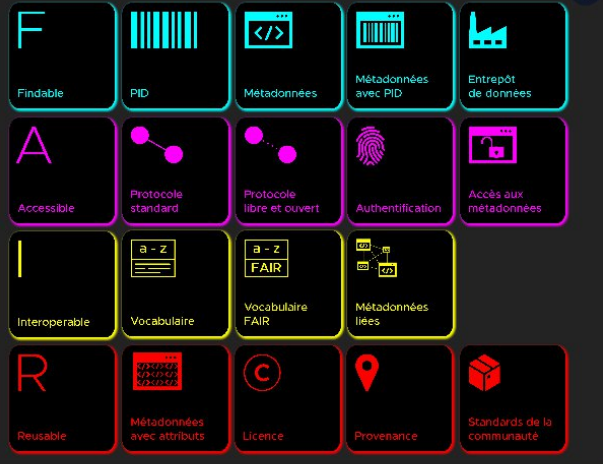 F
</>
Findable
PID
Métadonnées
Métadonnées
avec PID
Entrepôt
de données
A
Accessible
Protocole
standard
Protocole
libre et ouvert
Authentification
Accès aux
métadonnées
I
a - z
a - z
FAIR
</>
</>
</>
Interoperable
Vocabulaire
Vocabulaire
FAIR
Métadonnées
liées
R
C
Reusable
Métadonnées
avec attributs
Licence
Provenance
Standards de la
communauté